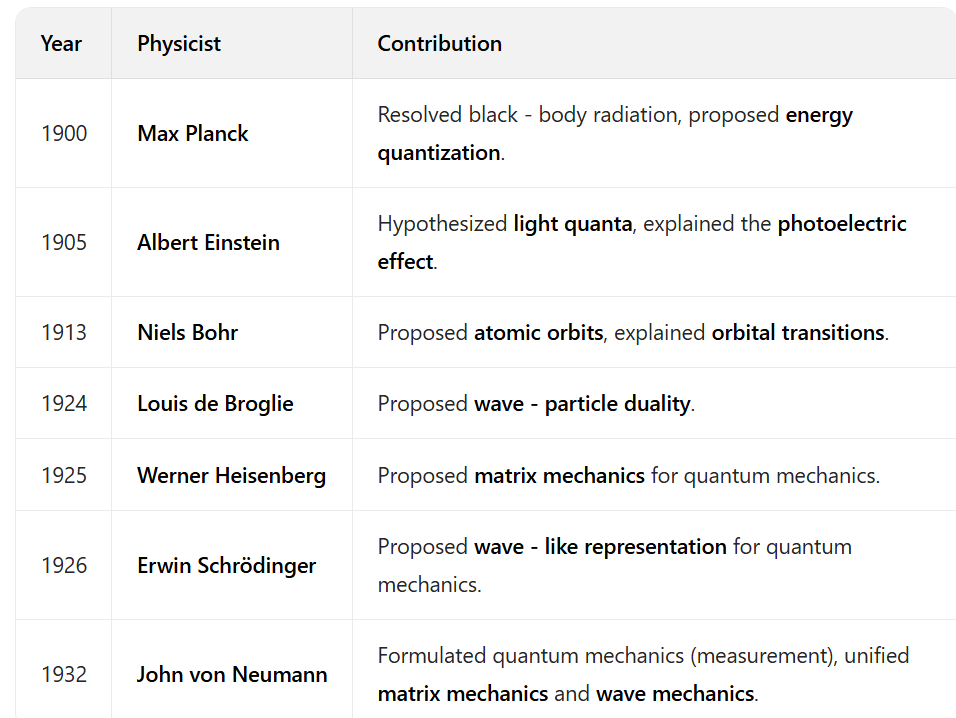 Year Physicist Contribution
1900 Max Planck Resolved black - body radiation, proposed energy
quantization.
1905 Albert Einstein Hypothesized light quanta, explained the photoelectric
effect.
1913 Niels Bohr Proposed atomic orbits, explained orbital transitions.
1924 Louis de Broglie Proposed wave - particle duality.
1925 Werner Heisenberg Proposed matrix mechanics for quantum mechanics.
1926 Erwin Schrödinger Proposed wave - like representation for quantum
mechanics.
1932 John von Neumann Formulated quantum mechanics (measurement), unified
matrix mechanics and wave mechanics.